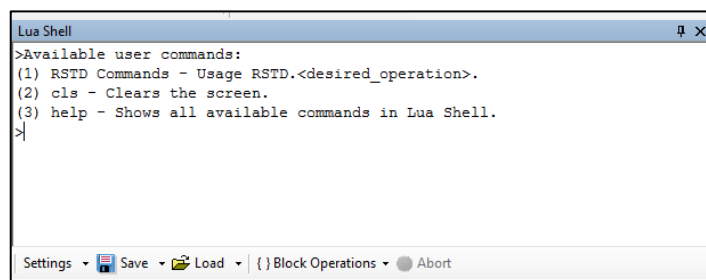 Lua Shell
>Available user commands:
(1) RSTD Commands - Usage RSTD.<desired_operation>.
(2) cls - Clears the screen.
(3) help - Shows all available commands in Lua Shell.
>
Settings Save Load { } Block Operations Abort